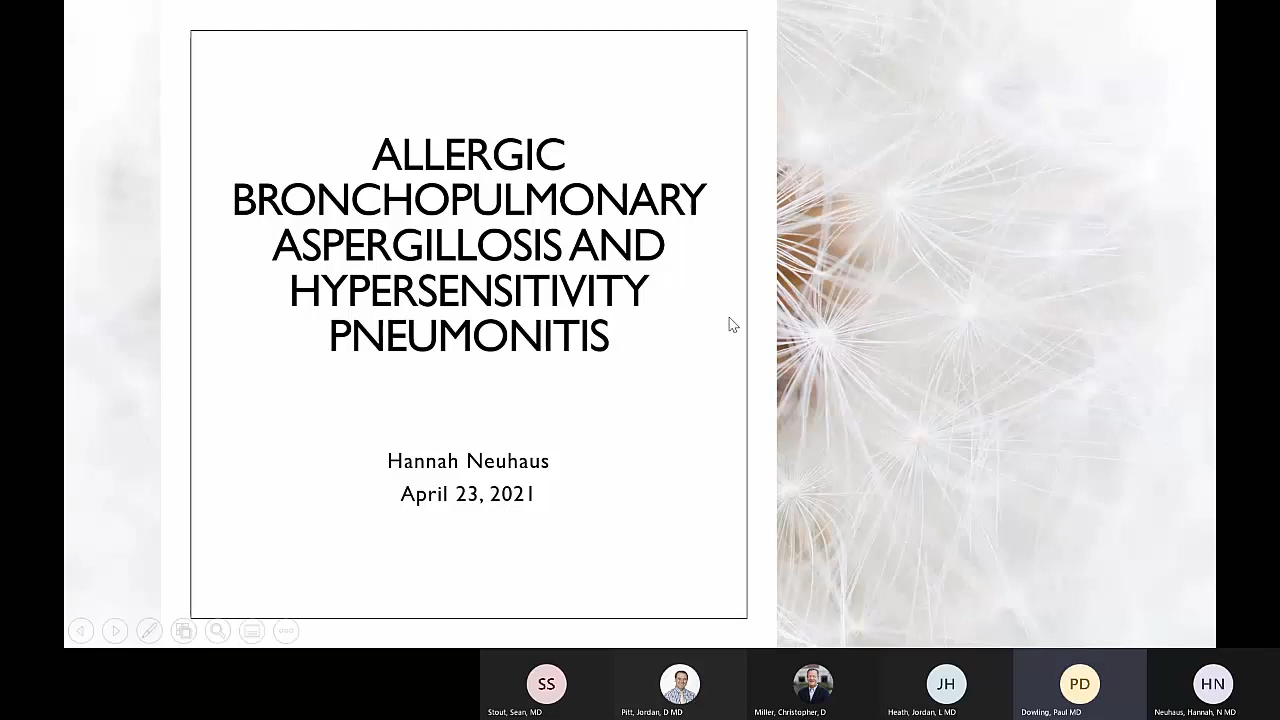 ALLERGIC
BRONCHOPULMONARY
ASPERGILLOSIS AND
HYPERSENSITIVITY
PNEUMONITIS
Hannah Neuhaus
April 23, 2021
SS
JH
PD
HN
Stout, Sean, MD
Pitt, Jordan, D MD
Miller, Christopher, D
Heath, Jordan, L MD
Dowling, Paul MD
Neuhaus, Hannah, N MD